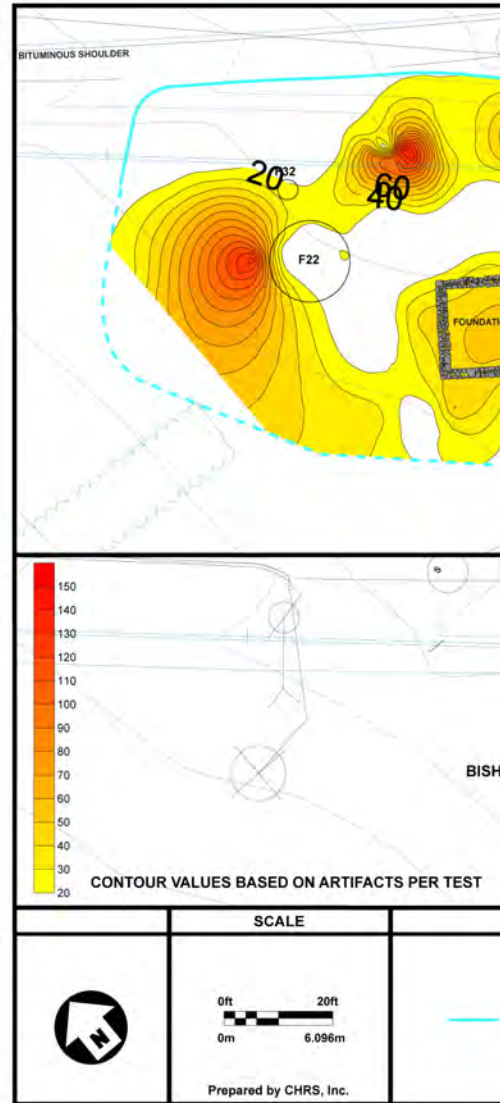 BITUMINOUS SHOULDER
20
F32
60
40
F22
FOUNDATI
8
150
140
130
120
110
100
90
80
70
60
50
40
30
20
BISH
CONTOUR VALUES BASED ON ARTIFACTS PER TEST
SCALE
N
0ft 20ft
0m 6.096m
Prepared by CHRS, Inc.